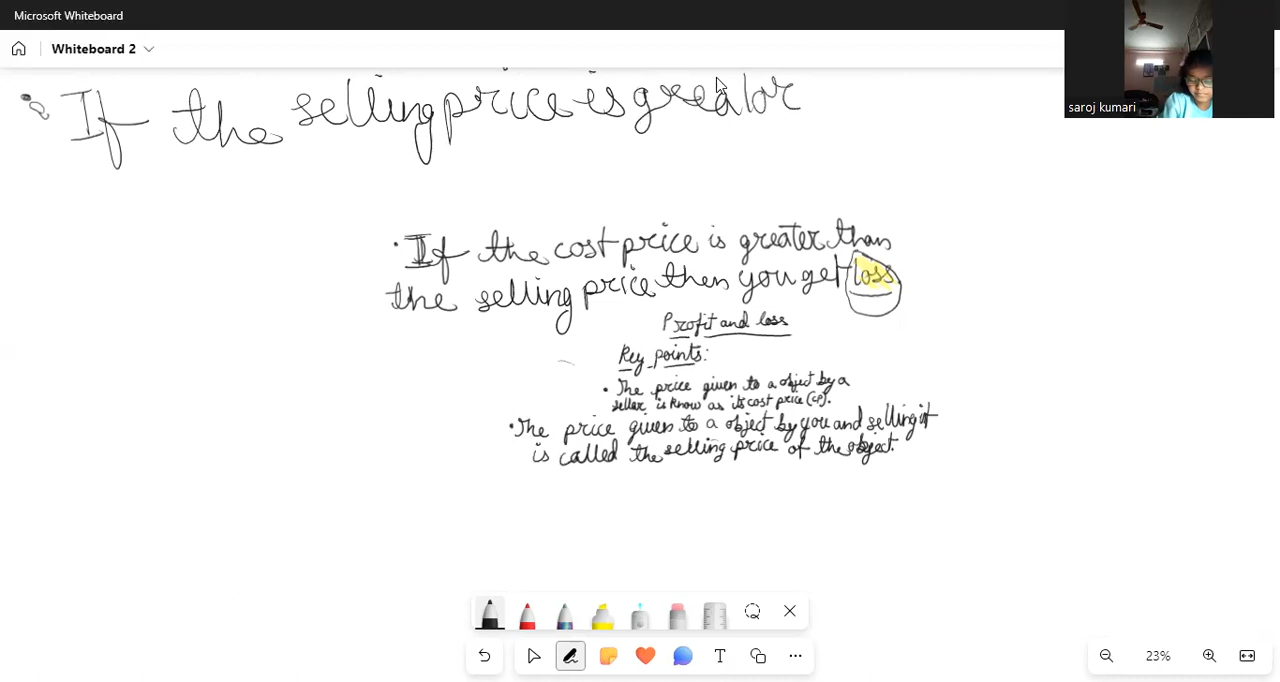 Microsoft Whiteboard
Whiteboard 2
saroj kumari
If the selling price is greator
If the cost price is greater than
the selling price then you get loss.
Profit and loss
Key points:
• The price given to a object by a
seller is know as its cost price (CP).
• The price given to a object by you and selling it
is called the selling price of the object.
23%